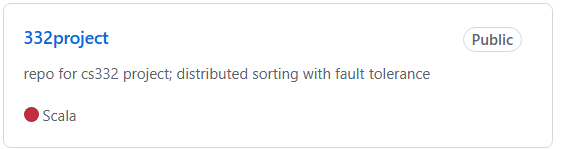 332project
Public
repo for cs332 project; distributed sorting with fault tolerance
Scala